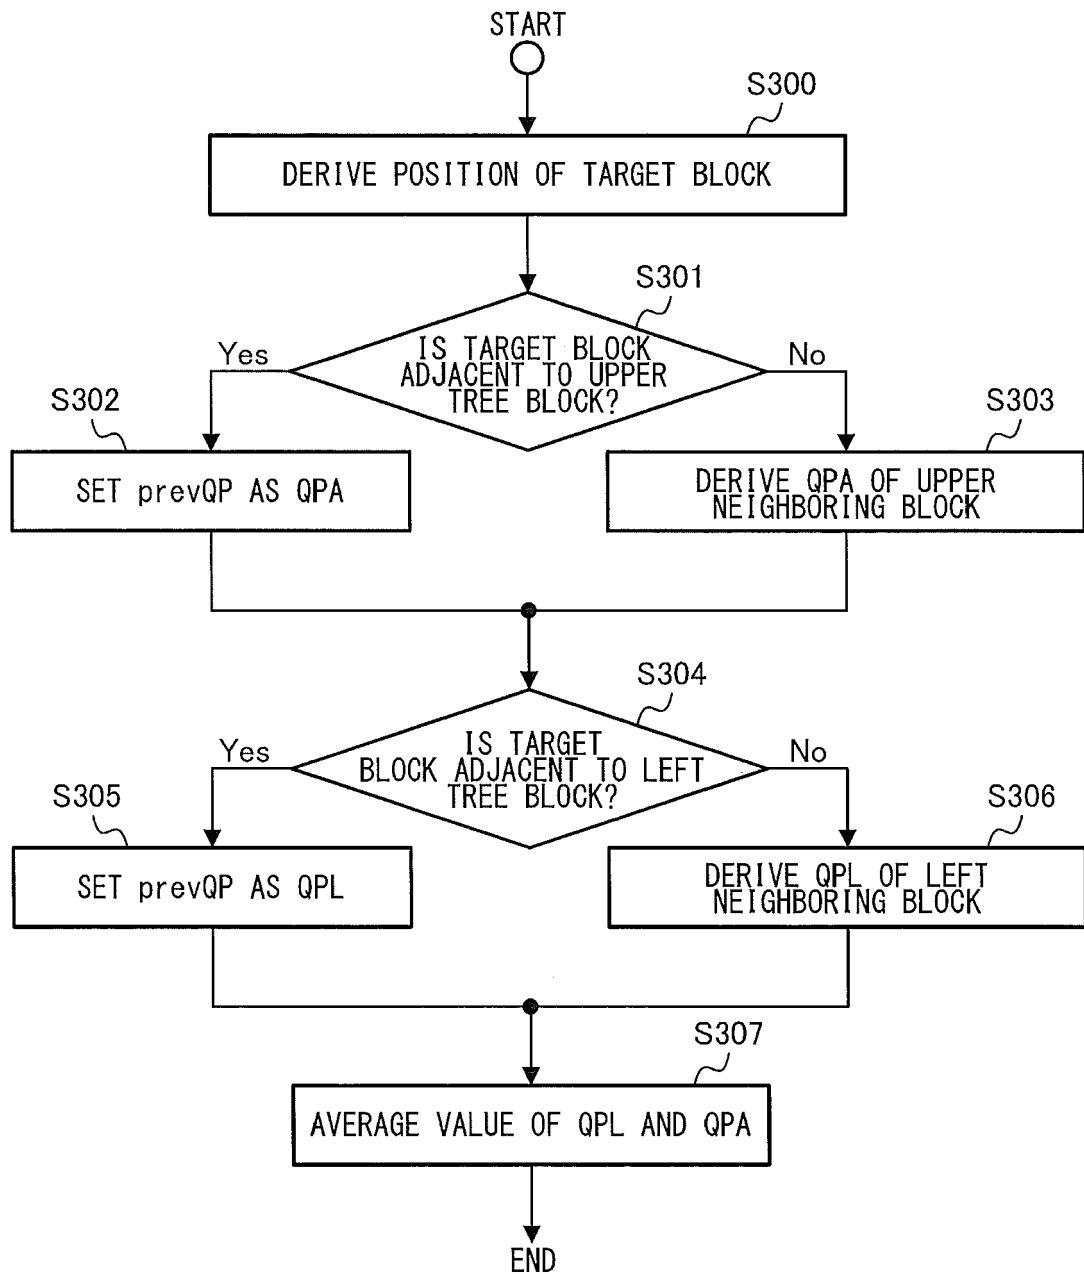 START
S300
DERIVE POSITION OF TARGET BLOCK
S301
IS TARGET BLOCK
ADJACENT TO UPPER
TREE BLOCK?
Yes
No
S302
SET prevQP AS QPA
S303
DERIVE QPA OF UPPER
NEIGHBORING BLOCK
S304
IS TARGET
BLOCK ADJACENT TO LEFT
TREE BLOCK?
Yes
No
S305
SET prevQP AS QPL
S306
DERIVE QPL OF LEFT
NEIGHBORING BLOCK
S307
AVERAGE VALUE OF QPL AND QPA
END